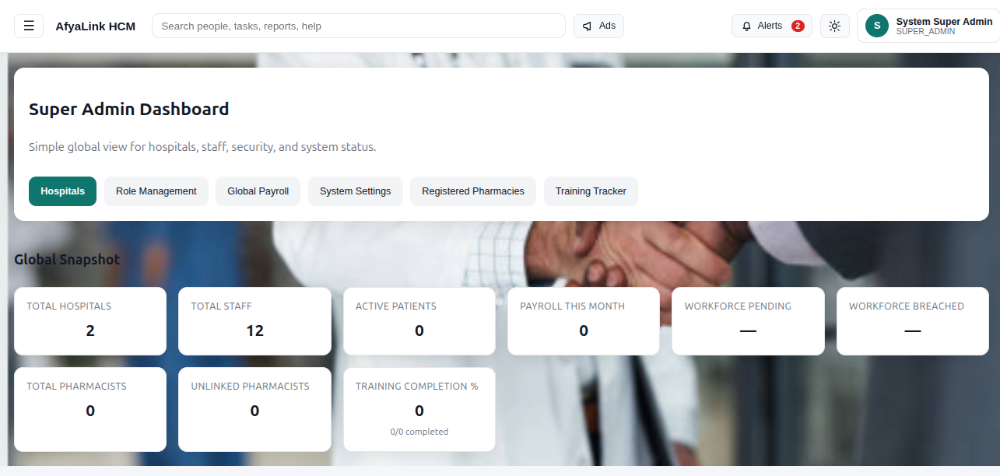 ☰ AfyaLink HCM Search people, tasks, reports, help Ads Alerts 2 S System Super Admin
SUPER_ADMIN
Super Admin Dashboard
Simple global view for hospitals, staff, security, and system status.
Hospitals Role Management Global Payroll System Settings Registered Pharmacies Training Tracker
Global Snapshot
TOTAL HOSPITALS TOTAL STAFF ACTIVE PATIENTS PAYROLL THIS MONTH WORKFORCE PENDING WORKFORCE BREACHED
2 12 0 0 — —
TOTAL PHARMACISTS UNLINKED PHARMACISTS TRAINING COMPLETION %
0 0 0
0/0 completed